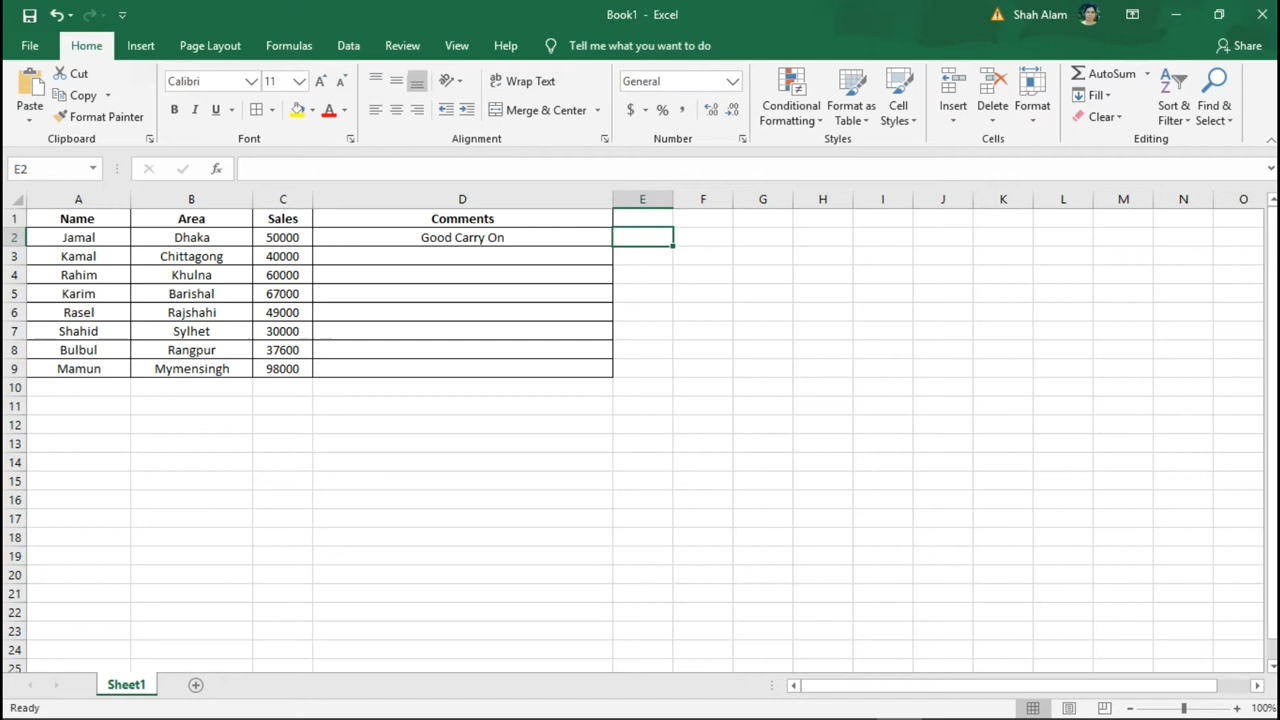 Book1 - Excel
Shah Alam
File Home Insert Page Layout Formulas Data Review View Help Tell me what you want to do Share
Paste
Cut
Copy
Format Painter
Clipboard
Calibri 11
B I U A
Font
Wrap Text
Merge & Center
Alignment
General
$ % ,
Number
Conditional Formatting
Format as Table
Cell Styles
Styles
Insert Delete Format
Cells
AutoSum
Fill
Clear
Sort & Filter
Find & Select
Editing
E2 fx
A B C D E F G H I J K L M N O
1 Name Area Sales Comments
2 Jamal Dhaka 50000 Good Carry On
3 Kamal Chittagong 40000
4 Rahim Khulna 60000
5 Karim Barishal 67000
6 Rasel Rajshahi 49000
7 Shahid Sylhet 30000
8 Bulbul Rangpur 37600
9 Mamun Mymensingh 98000
10
11
12
13
14
15
16
17
18
19
20
21
22
23
24
25
Sheet1
Ready 100%